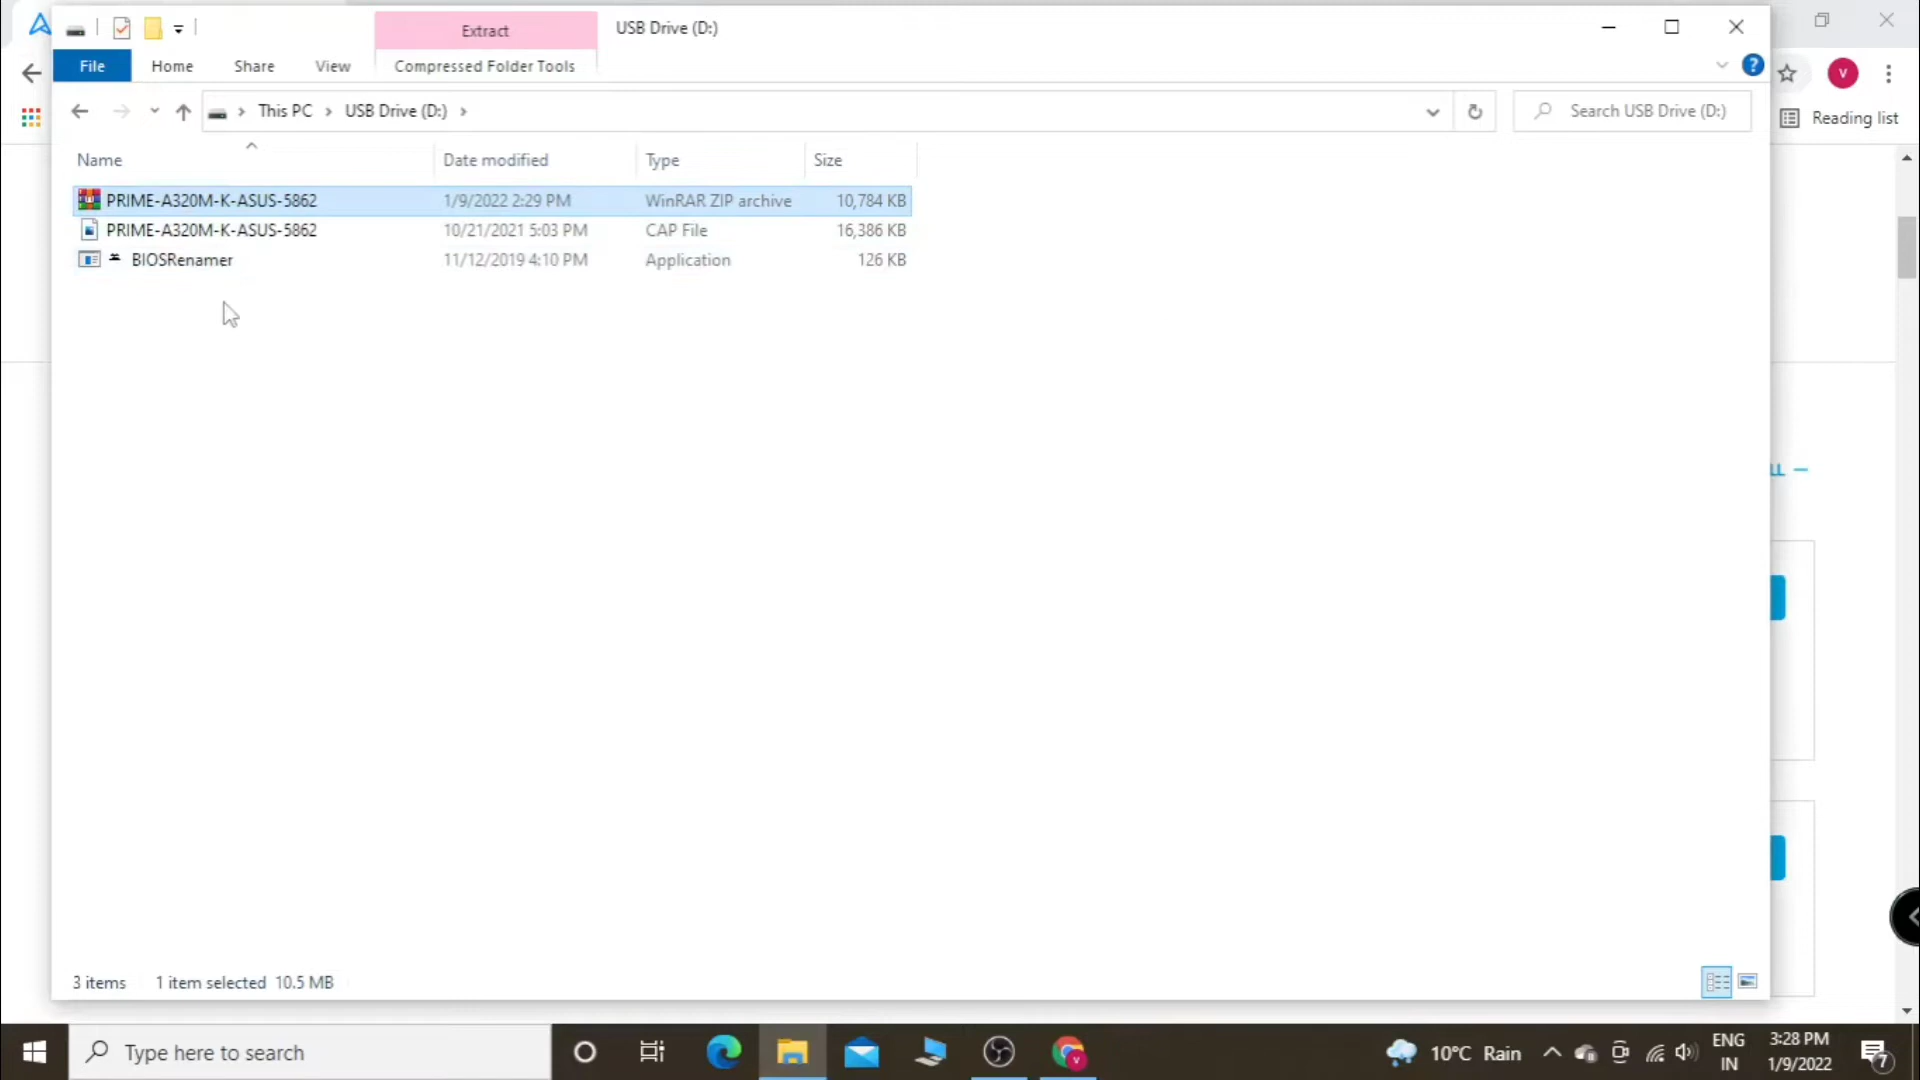 Extract
USB Drive (D:)
File
Home
Share
View
Compressed Folder Tools
?
V
This PC
USB Drive (D:)
Search USB Drive (D:)
Reading list
Name
Date modified
Type
Size
PRIME-A320M-K-ASUS-5862 1/9/2022 2:29 PM WinRAR ZIP archive 10,784 KB
PRIME-A320M-K-ASUS-5862 10/21/2021 5:03 PM CAP File 16,386 KB
BIOSRenamer 11/12/2019 4:10 PM Application 126 KB
3 items 1 item selected 10.5 MB
Type here to search
v
10°C Rain
ENG
IN
3:28 PM
1/9/2022
7